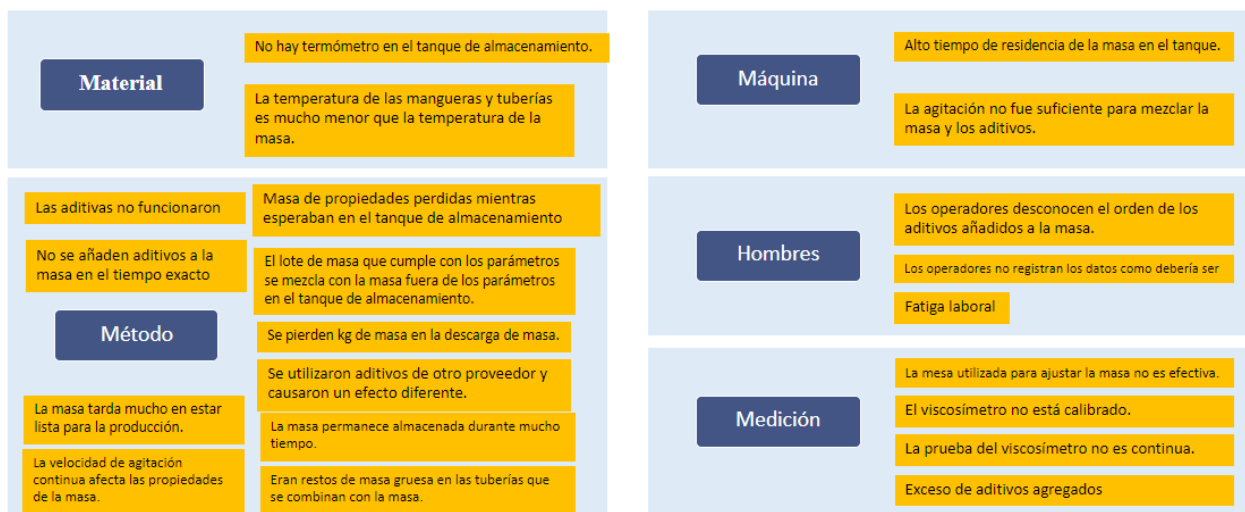 Material
No hay termómetro en el tanque de almacenamiento.
La temperatura de las mangueras y tuberías
es mucho menor que la temperatura de la
masa.
Máquina
Alto tiempo de residencia de la masa en el tanque.
La agitación no fue suficiente para mezclar la
masa y los aditivos.
Las aditivas no funcionaron
No se añaden aditivos a la
masa en el tiempo exacto
Método
La masa tarda mucho en estar
lista para la producción.
La velocidad de agitación
continua afecta las propiedades
de la masa.
Masa de propiedades perdidas mientras
esperaban en el tanque de almacenamiento
El lote de masa que cumple con los parámetros
se mezcla con la masa fuera de los parámetros
en el tanque de almacenamiento.
Se pierden kg de masa en la descarga de masa.
Se utilizaron aditivos de otro proveedor y
causaron un efecto diferente.
La masa permanece almacenada durante mucho
tiempo.
Eran restos de masa gruesa en las tuberías que
se combinan con la masa.
Hombres
Los operadores desconocen el orden de los
aditivos añadidos a la masa.
Los operadores no registran los datos como debería ser
Fatiga laboral
Medición
La mesa utilizada para ajustar la masa no es efectiva.
El viscosímetro no está calibrado.
La prueba del viscosímetro no es continua.
Exceso de aditivos agregados